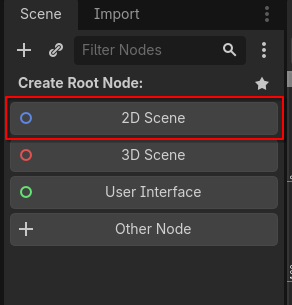 Scene Import
Filter Nodes
Create Root Node:
2D Scene
3D Scene
User Interface
Other Node